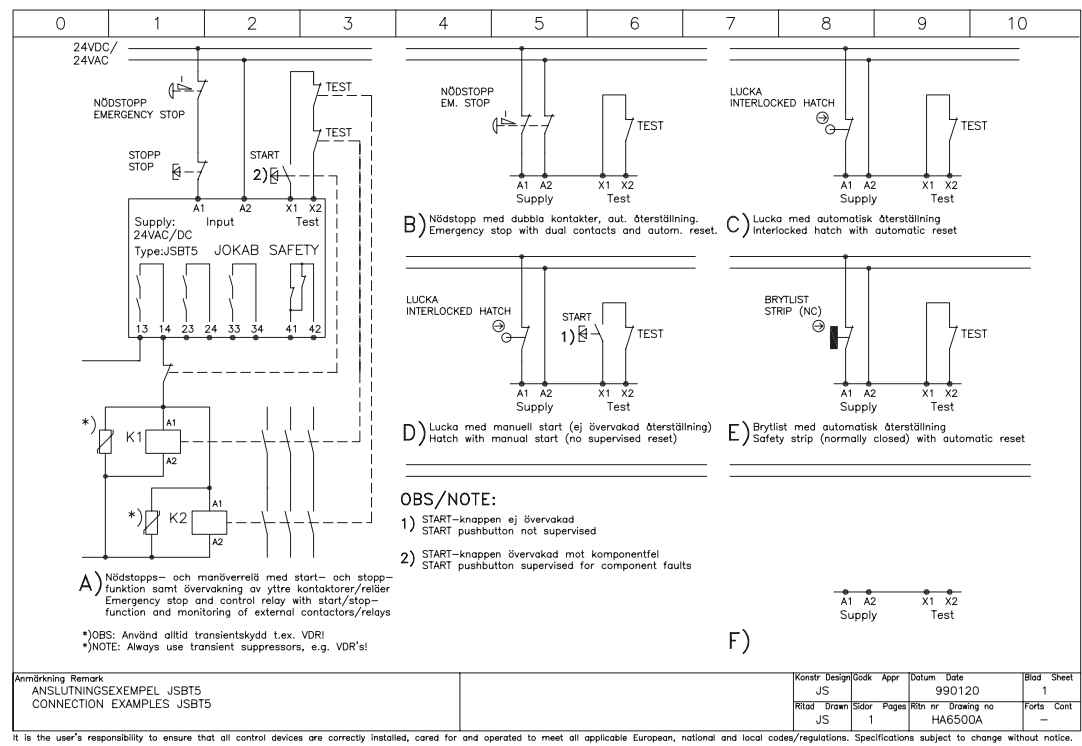 0 1 2 3 4 5 6 7 8 9 10
24VDC/
24VAC
NÖDSTOPP
EMERGENCY STOP
STOPP
STOP
TEST
TEST
START
2)
A1 A2 X1 X2
Supply: Input Test
24VAC/DC
Type:JSBT5 JOKAB SAFETY
13 14 23 24 33 34 41 42
*)
K1
A1
A2
*)
K2
A1
A2
A) Nödstopps- och manöverrelä med start- och stopp-
funktion samt övervakning av yttre kontaktorer/reläer
Emergency stop and control relay with start/stop-
function and monitoring of external contactors/relays
*)OBS: Använd alltid transientskydd t.ex. VDR!
*)NOTE: Always use transient suppressors, e.g. VDR's!
NÖDSTOPP
EM. STOP
TEST
A1 A2 X1 X2
Supply Test
B) Nödstopp med dubbla kontakter, aut. återställning.
Emergency stop with dual contacts and autom. reset.
LUCKA
INTERLOCKED HATCH
TEST
A1 A2 X1 X2
Supply Test
C) Lucka med automatisk återställning
Interlocked hatch with automatic reset
LUCKA
INTERLOCKED HATCH
START
1)
TEST
A1 A2 X1 X2
Supply Test
D) Lucka med manuell start (ej övervakad återställning)
Hatch with manual start (no supervised reset)
BRYTLIST
STRIP (NC)
TEST
A1 A2 X1 X2
Supply Test
E) Brytlist med automatisk återställning
Safety strip (normally closed) with automatic reset
OBS/NOTE:
1) START-knappen ej övervakad
START pushbutton not supervised
2) START-knappen övervakad mot komponentfel
START pushbutton supervised for component faults
A1 A2 X1 X2
Supply Test
F)
Anmärkning Remark
ANSLUTNINGSEXEMPEL JSBT5
CONNECTION EXAMPLES JSBT5
Konstr Design Godk Appr Datum Date Blad Sheet
JS 990120 1
Ritad Drawn Sidor Pages Ritn nr Drawing no Forts Cont
JS 1 HA6500A -
It is the user's responsibility to ensure that all control devices are correctly installed, cared for and operated to meet all applicable European, national and local codes/regulations. Specifications subject to change without notice.